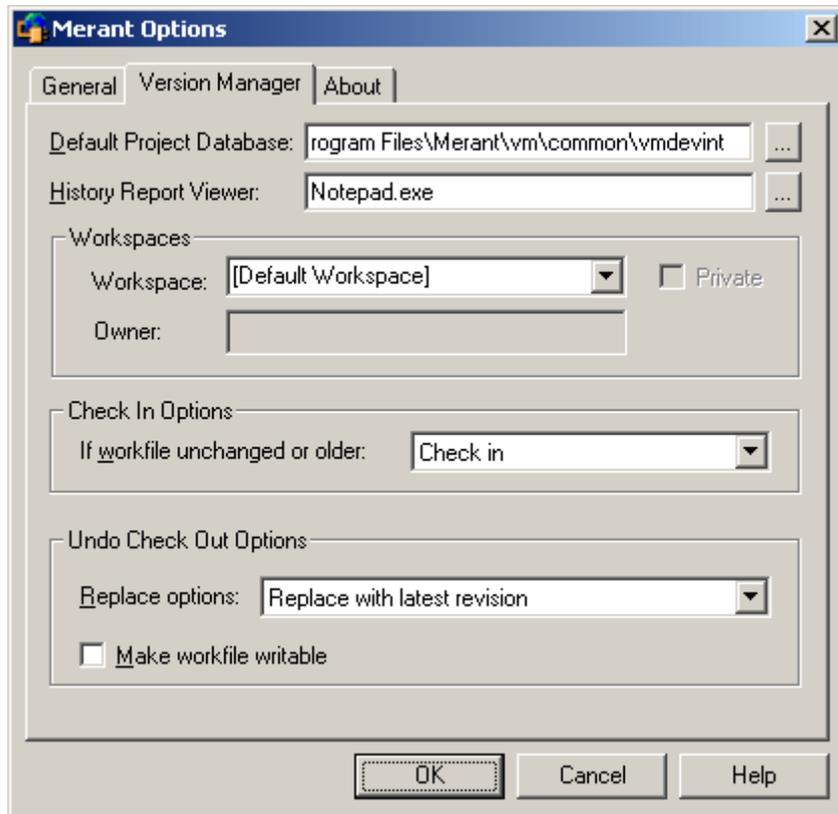 Merant Options
General Version Manager About
Default Project Database: rogram Files\Merant\vm\common\vmdevint ...
History Report Viewer: Notepad.exe ...
Workspaces
Workspace: [Default Workspace] Private
Owner:
Check In Options
If workfile unchanged or older: Check in
Undo Check Out Options
Replace options: Replace with latest revision
Make workfile writable
OK Cancel Help